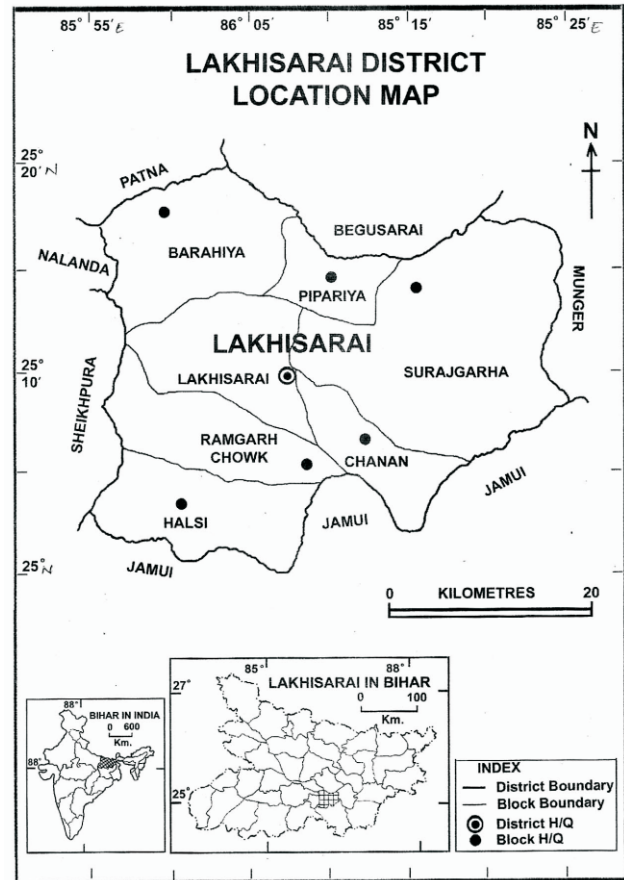 85° 55' E 86° 05' 85° 15' 85° 25' E
LAKHISARAI DISTRICT
LOCATION MAP
N
25°
20' N
PATNA
BEGUSARAI
BARAHIYA
NALANDA
PIPARIYA
MUNGER
LAKHISARAI
25°
10'
LAKHISARAI
SURAJGARHA
SHEIKHPURA
RAMGARH
CHOWK
CHANAN
JAMUI
HALSI
JAMUI
JAMUI
25° N
0 KILOMETRES 20
88°
BIHAR IN INDIA
0 600
Km.
88°
85° 88°
LAKHISARAI IN BIHAR
27°
0 100
Km.
25°
INDEX
District Boundary
Block Boundary
District H/Q
Block H/Q